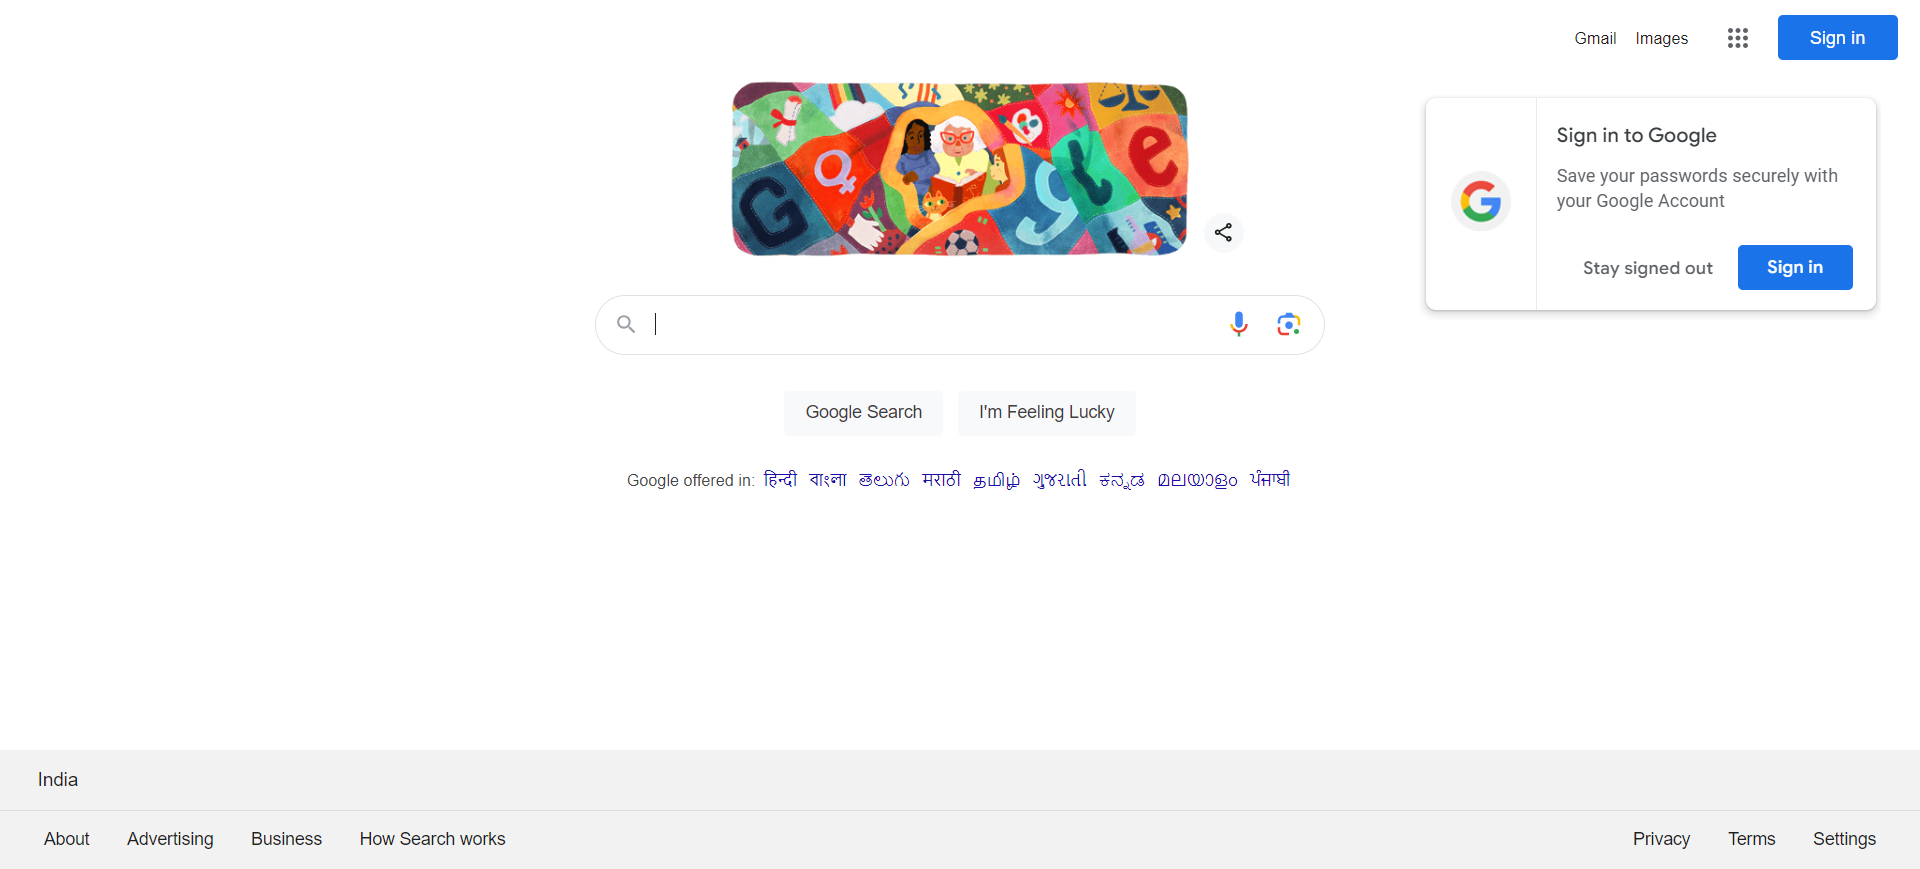 Gmail Images Sign in
Google
Sign in to Google
Save your passwords securely with
your Google Account
Stay signed out Sign in
Google Search I'm Feeling Lucky
Google offered in: हिन्दी বাংলা తెలుగు मराठी தமிழ் ગુજરાતી ಕನ್ನಡ മലയാളം ਪੰਜਾਬੀ
India
About Advertising Business How Search works Privacy Terms Settings